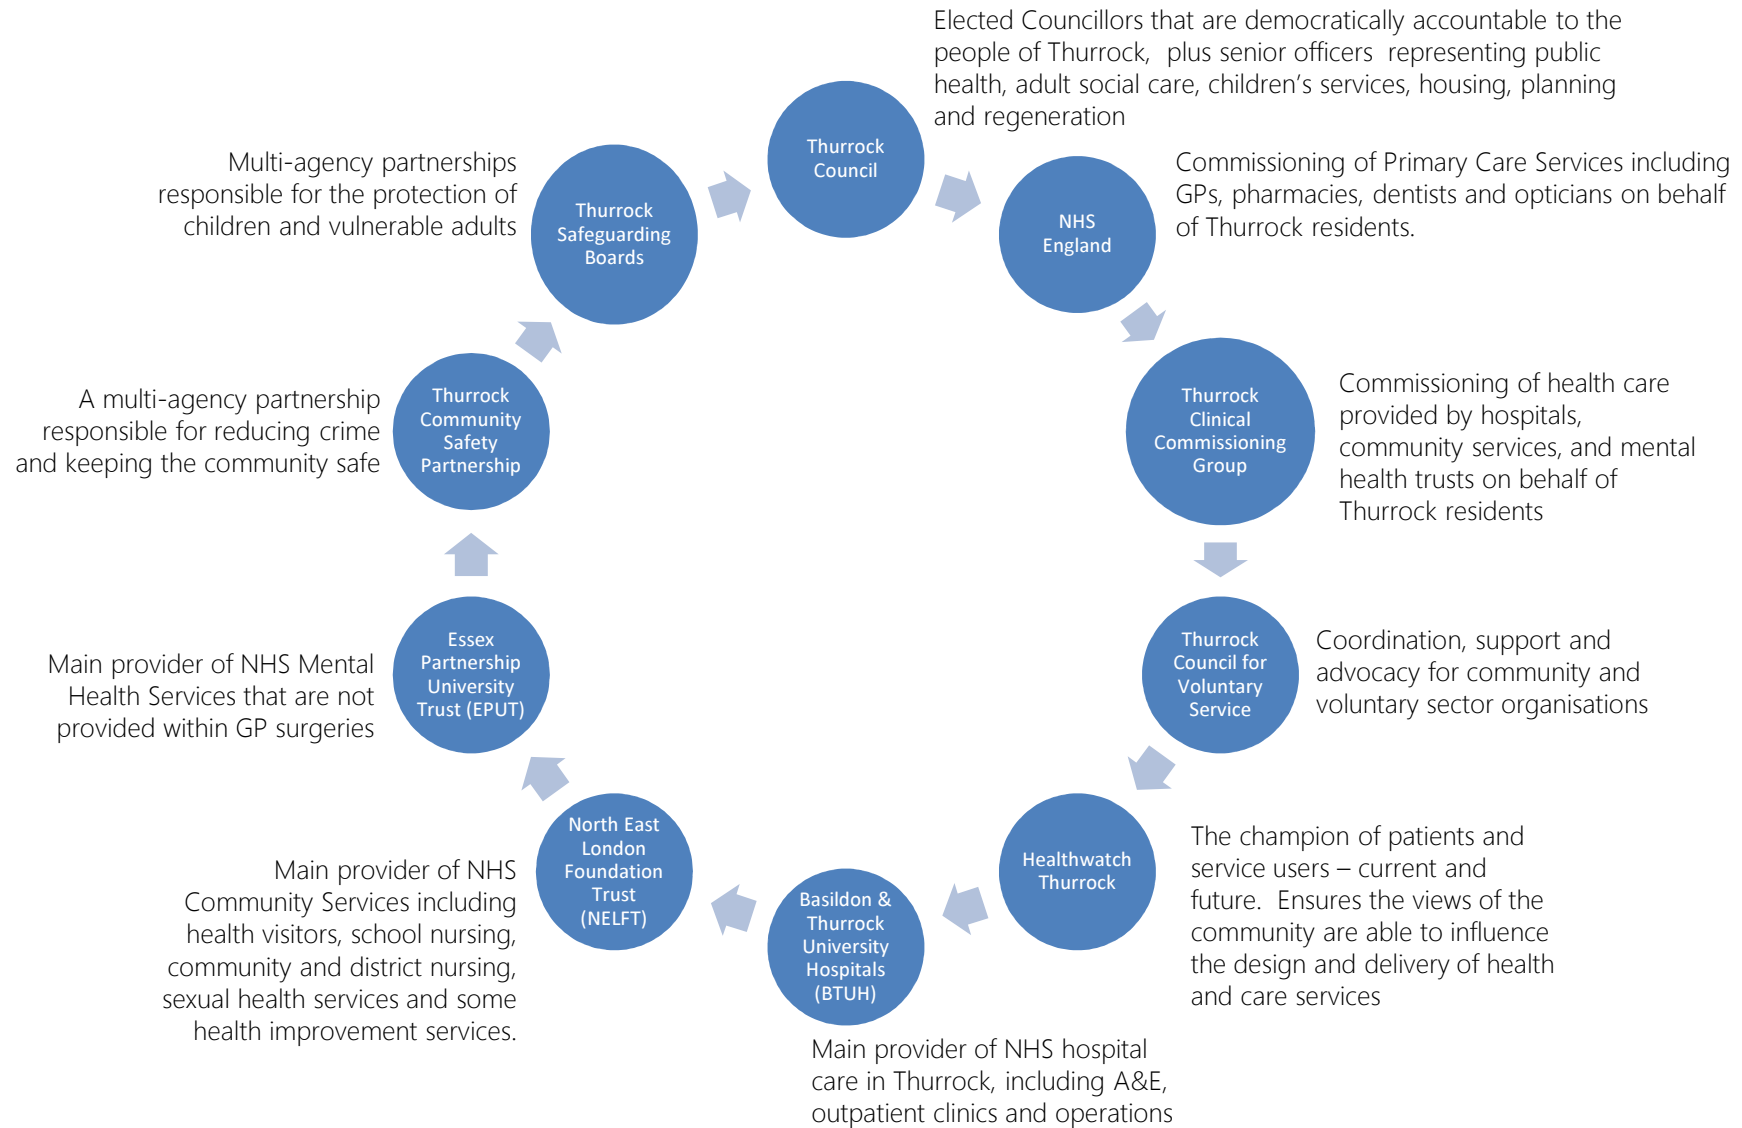 Elected Councillors that are democratically accountable to the
people of Thurrock, plus senior officers representing public
health, adult social care, children's services, housing, planning
and regeneration
Thurrock
Council
Commissioning of Primary Care Services including
GPs, pharmacies, dentists and opticians on behalf
of Thurrock residents.
NHS
England
Commissioning of health care
provided by hospitals,
community services, and mental
health trusts on behalf of
Thurrock residents
Thurrock
Clinical
Commissioning
Group
Coordination, support and
advocacy for community and
voluntary sector organisations
Thurrock
Council for
Voluntary
Service
The champion of patients and
service users – current and
future. Ensures the views of the
community are able to influence
the design and delivery of health
and care services
Healthwatch
Thurrock
Basildon &
Thurrock
University
Hospitals
(BTUH)
Main provider of NHS hospital
care in Thurrock, including A&E,
outpatient clinics and operations
North East
London
Foundation
Trust
(NELFT)
Main provider of NHS
Community Services including
health visitors, school nursing,
community and district nursing,
sexual health services and some
health improvement services.
Essex
Partnership
University
Trust (EPUT)
Main provider of NHS Mental
Health Services that are not
provided within GP surgeries
Thurrock
Community
Safety
Partnership
A multi-agency partnership
responsible for reducing crime
and keeping the community safe
Thurrock
Safeguarding
Boards
Multi-agency partnerships
responsible for the protection of
children and vulnerable adults